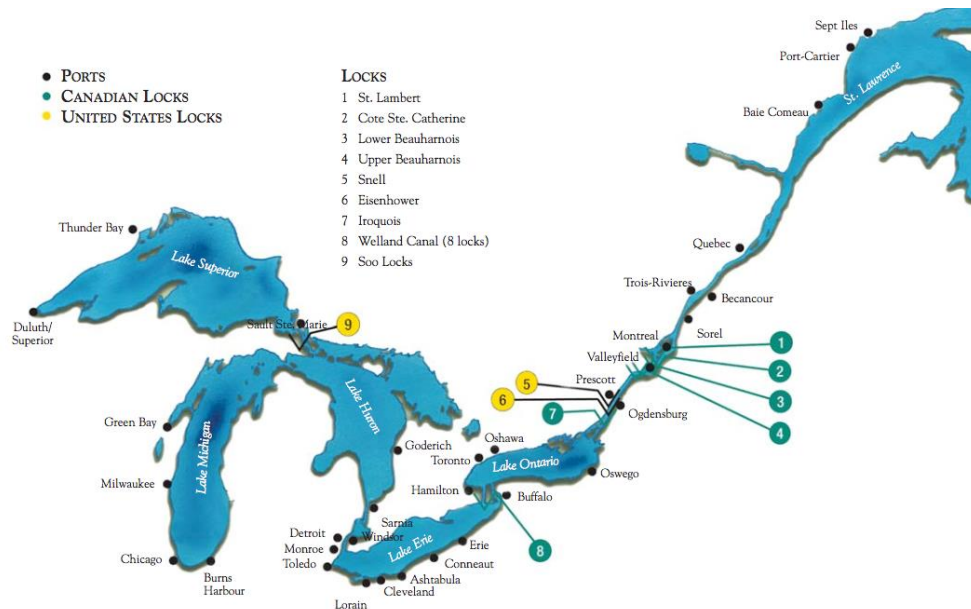 PORTS
CANADIAN LOCKS
UNITED STATES LOCKS
LOCKS
1 St. Lambert
2 Cote Ste. Catherine
3 Lower Beauharnois
4 Upper Beauharnois
5 Snell
6 Eisenhower
7 Iroquois
8 Welland Canal (8 locks)
9 Soo Locks
Sept Iles
Port-Cartier
St. Lawrence
Baie Comeau
Thunder Bay
Lake Superior
Quebec
Trois-Rivieres
Becancour
Duluth/
Superior
Sault Ste. Marie
9
Sorel
Montreal
1
Valleyfield
2
5
Prescott
3
6
Ogdensburg
7
4
Lake Huron
Green Bay
Lake Michigan
Goderich
Oshawa
Toronto
Lake Ontario
Oswego
Milwaukee
Hamilton
Buffalo
Sarnia
Detroit
Windsor
Monroe
Lake Erie
Erie
8
Chicago
Toledo
Conneaut
Burns
Harbour
Ashtabula
Cleveland
Lorain